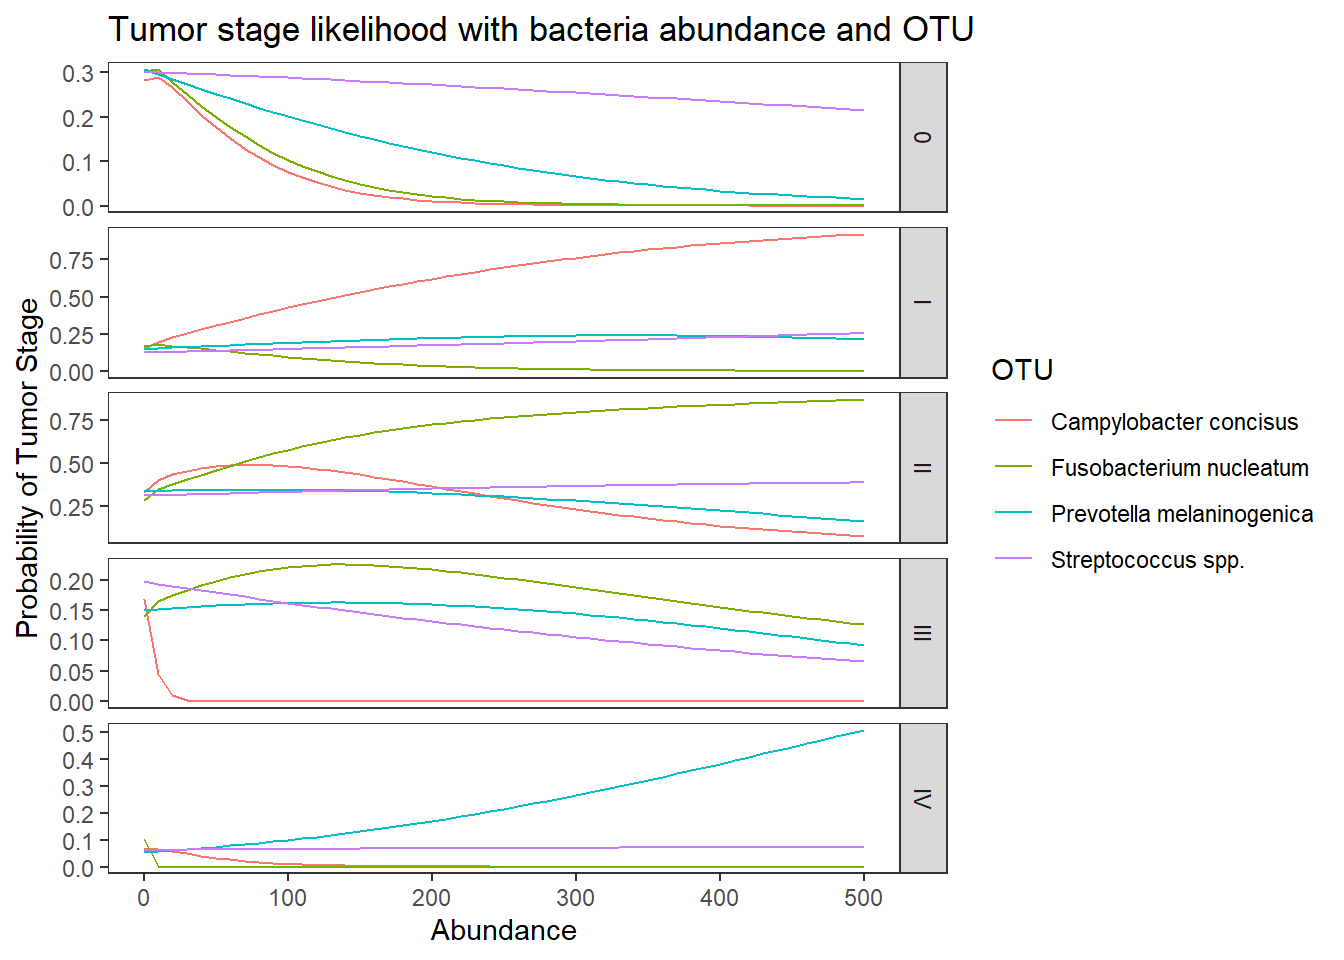 Tumor stage likelihood with bacteria abundance and OTU
Probability of Tumor Stage
0.3
0.2
0.1
0.0
0
0.75
0.50
0.25
0.00
I
0.75
0.50
0.25
II
0.20
0.15
0.10
0.05
0.00
III
0.5
0.4
0.3
0.2
0.1
0.0
IV
0 100 200 300 400 500
Abundance
OTU
Campylobacter concisus
Fusobacterium nucleatum
Prevotella melaninogenica
Streptococcus spp.